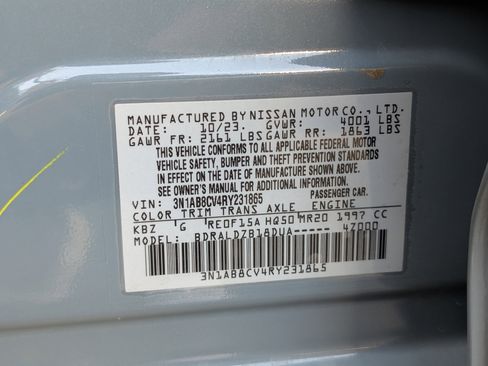 MANUFACTURED BY NISSAN MOTOR CO., LTD.
DATE: 10/23 GVWR: 4001 LBS
GAWR FR: 2161 LBS GAWR RR: 1863 LBS
THIS VEHICLE CONFORMS TO ALL APPLICABLE FEDERAL MOTOR
VEHICLE SAFETY, BUMPER AND THEFT PREVENTION STANDARDS
IN EFFECT ON THE DATE OF MANUFACTURE SHOWN ABOVE.
SEE OWNER'S MANUAL FOR ADDITIONAL INFORMATION
VIN: 3N1AB8CV4RY231865 PASSENGER CAR.
COLOR TRIM TRANS AXLE ENGINE
KBZ G RE0F15A HQ50 MR20 1997 CC
MODEL: BDRALDZB18DUA----- 47000
3N1AB8CV4RY231865